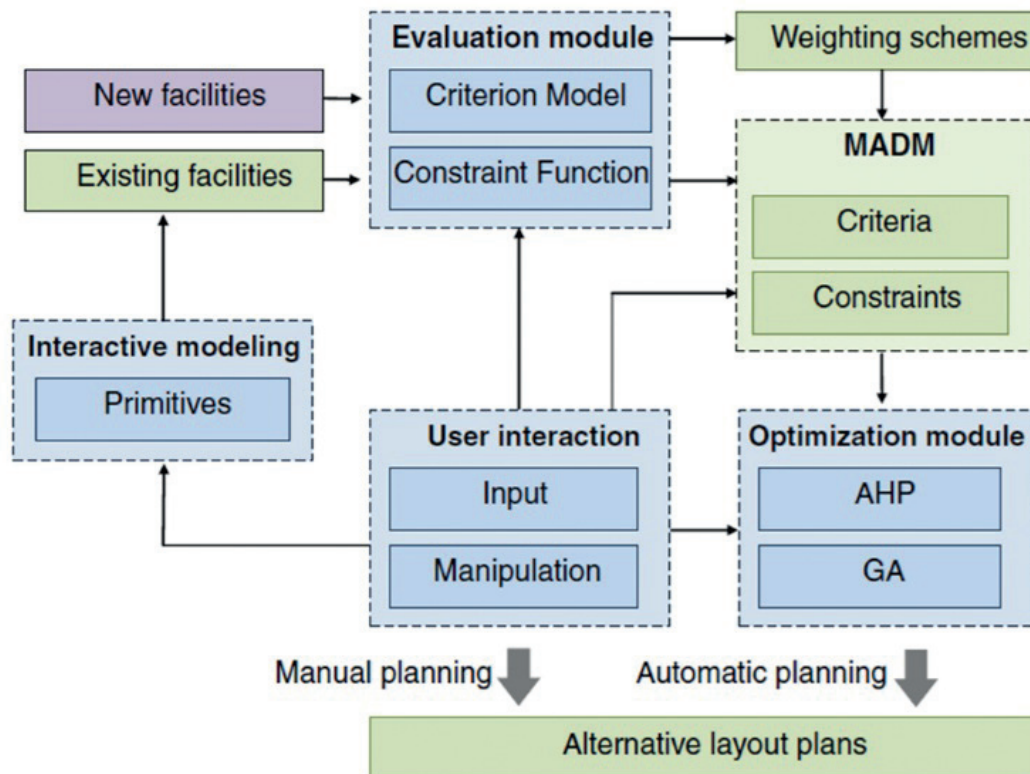 Evaluation module
Weighting schemes
New facilities
Criterion Model
MADM
Existing facilities
Constraint Function
Criteria
Constraints
Interactive modeling
Primitives
User interaction
Optimization module
Input
AHP
Manipulation
GA
Manual planning
Automatic planning
Alternative layout plans